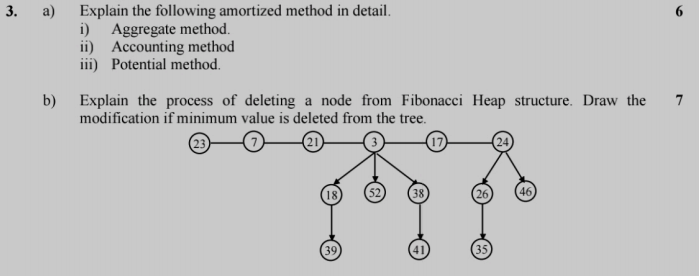 3. a) Explain the following amortized method in detail. 6
i) Aggregate method.
ii) Accounting method
iii) Potential method.
b) Explain the process of deleting a node from Fibonacci Heap structure. Draw the 7
modification if minimum value is deleted from the tree.
23 7 21 3 17 24
18 52 38 26 46
39 41 35